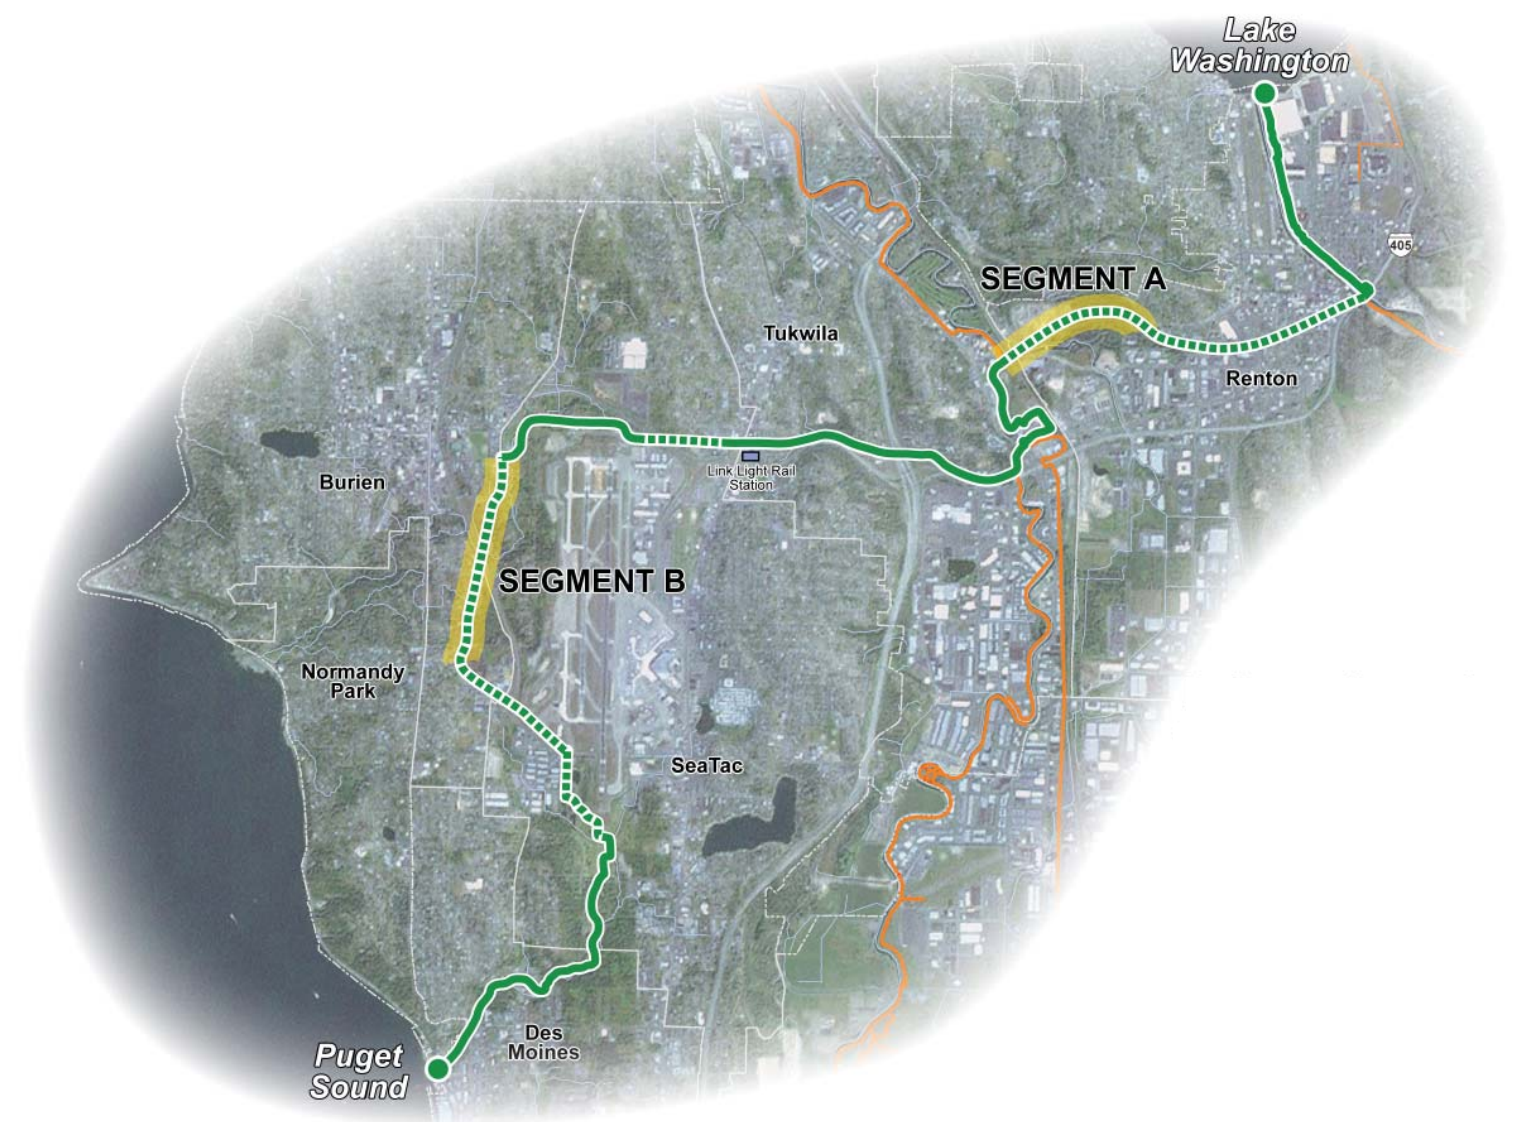 Lake
Washington
405
SEGMENT A
Tukwila
Renton
Link Light Rail
Station
Burien
SEGMENT B
Normandy
Park
SeaTac
Des
Moines
Puget
Sound